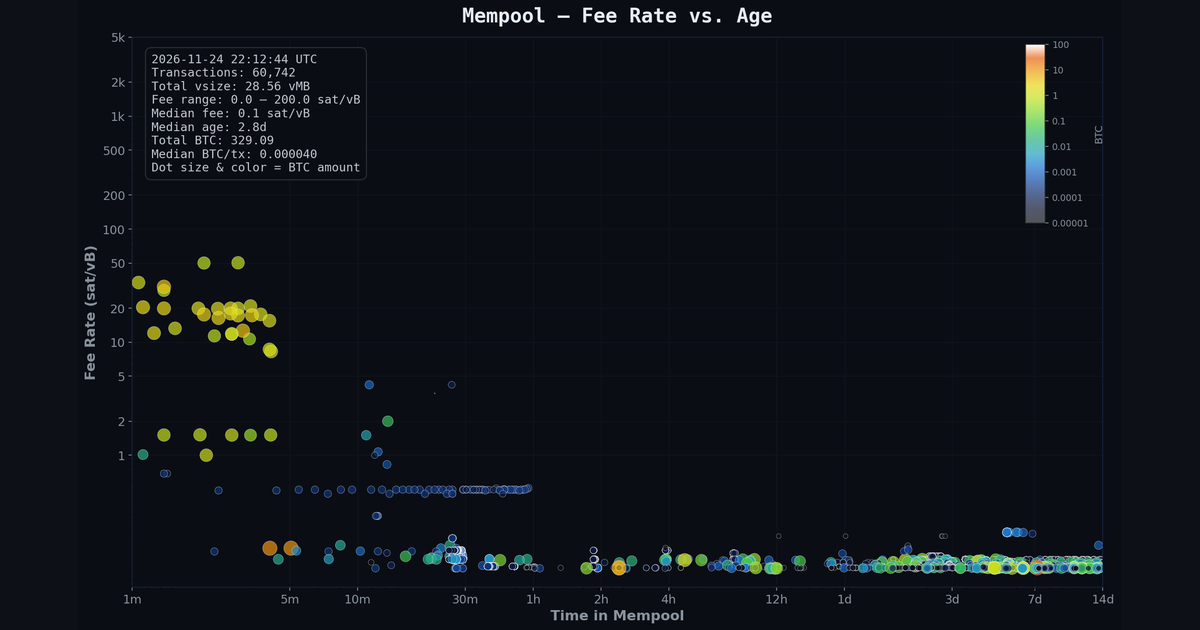 Mempool — Fee Rate vs. Age
5k
2k
1k
500
200
100
50
20
10
5
2
1
Fee Rate (sat/vB)
2026-11-24 22:12:44 UTC
Transactions: 60,742
Total vsize: 28.56 vMB
Fee range: 0.0 — 200.0 sat/vB
Median fee: 0.1 sat/vB
Median age: 2.8d
Total BTC: 329.09
Median BTC/tx: 0.000040
Dot size & color = BTC amount
100
10
1
0.1
0.01
0.001
0.0001
0.00001
BTC
1m 5m 10m 30m 1h 2h 4h 12h 1d 3d 7d 14d
Time in Mempool